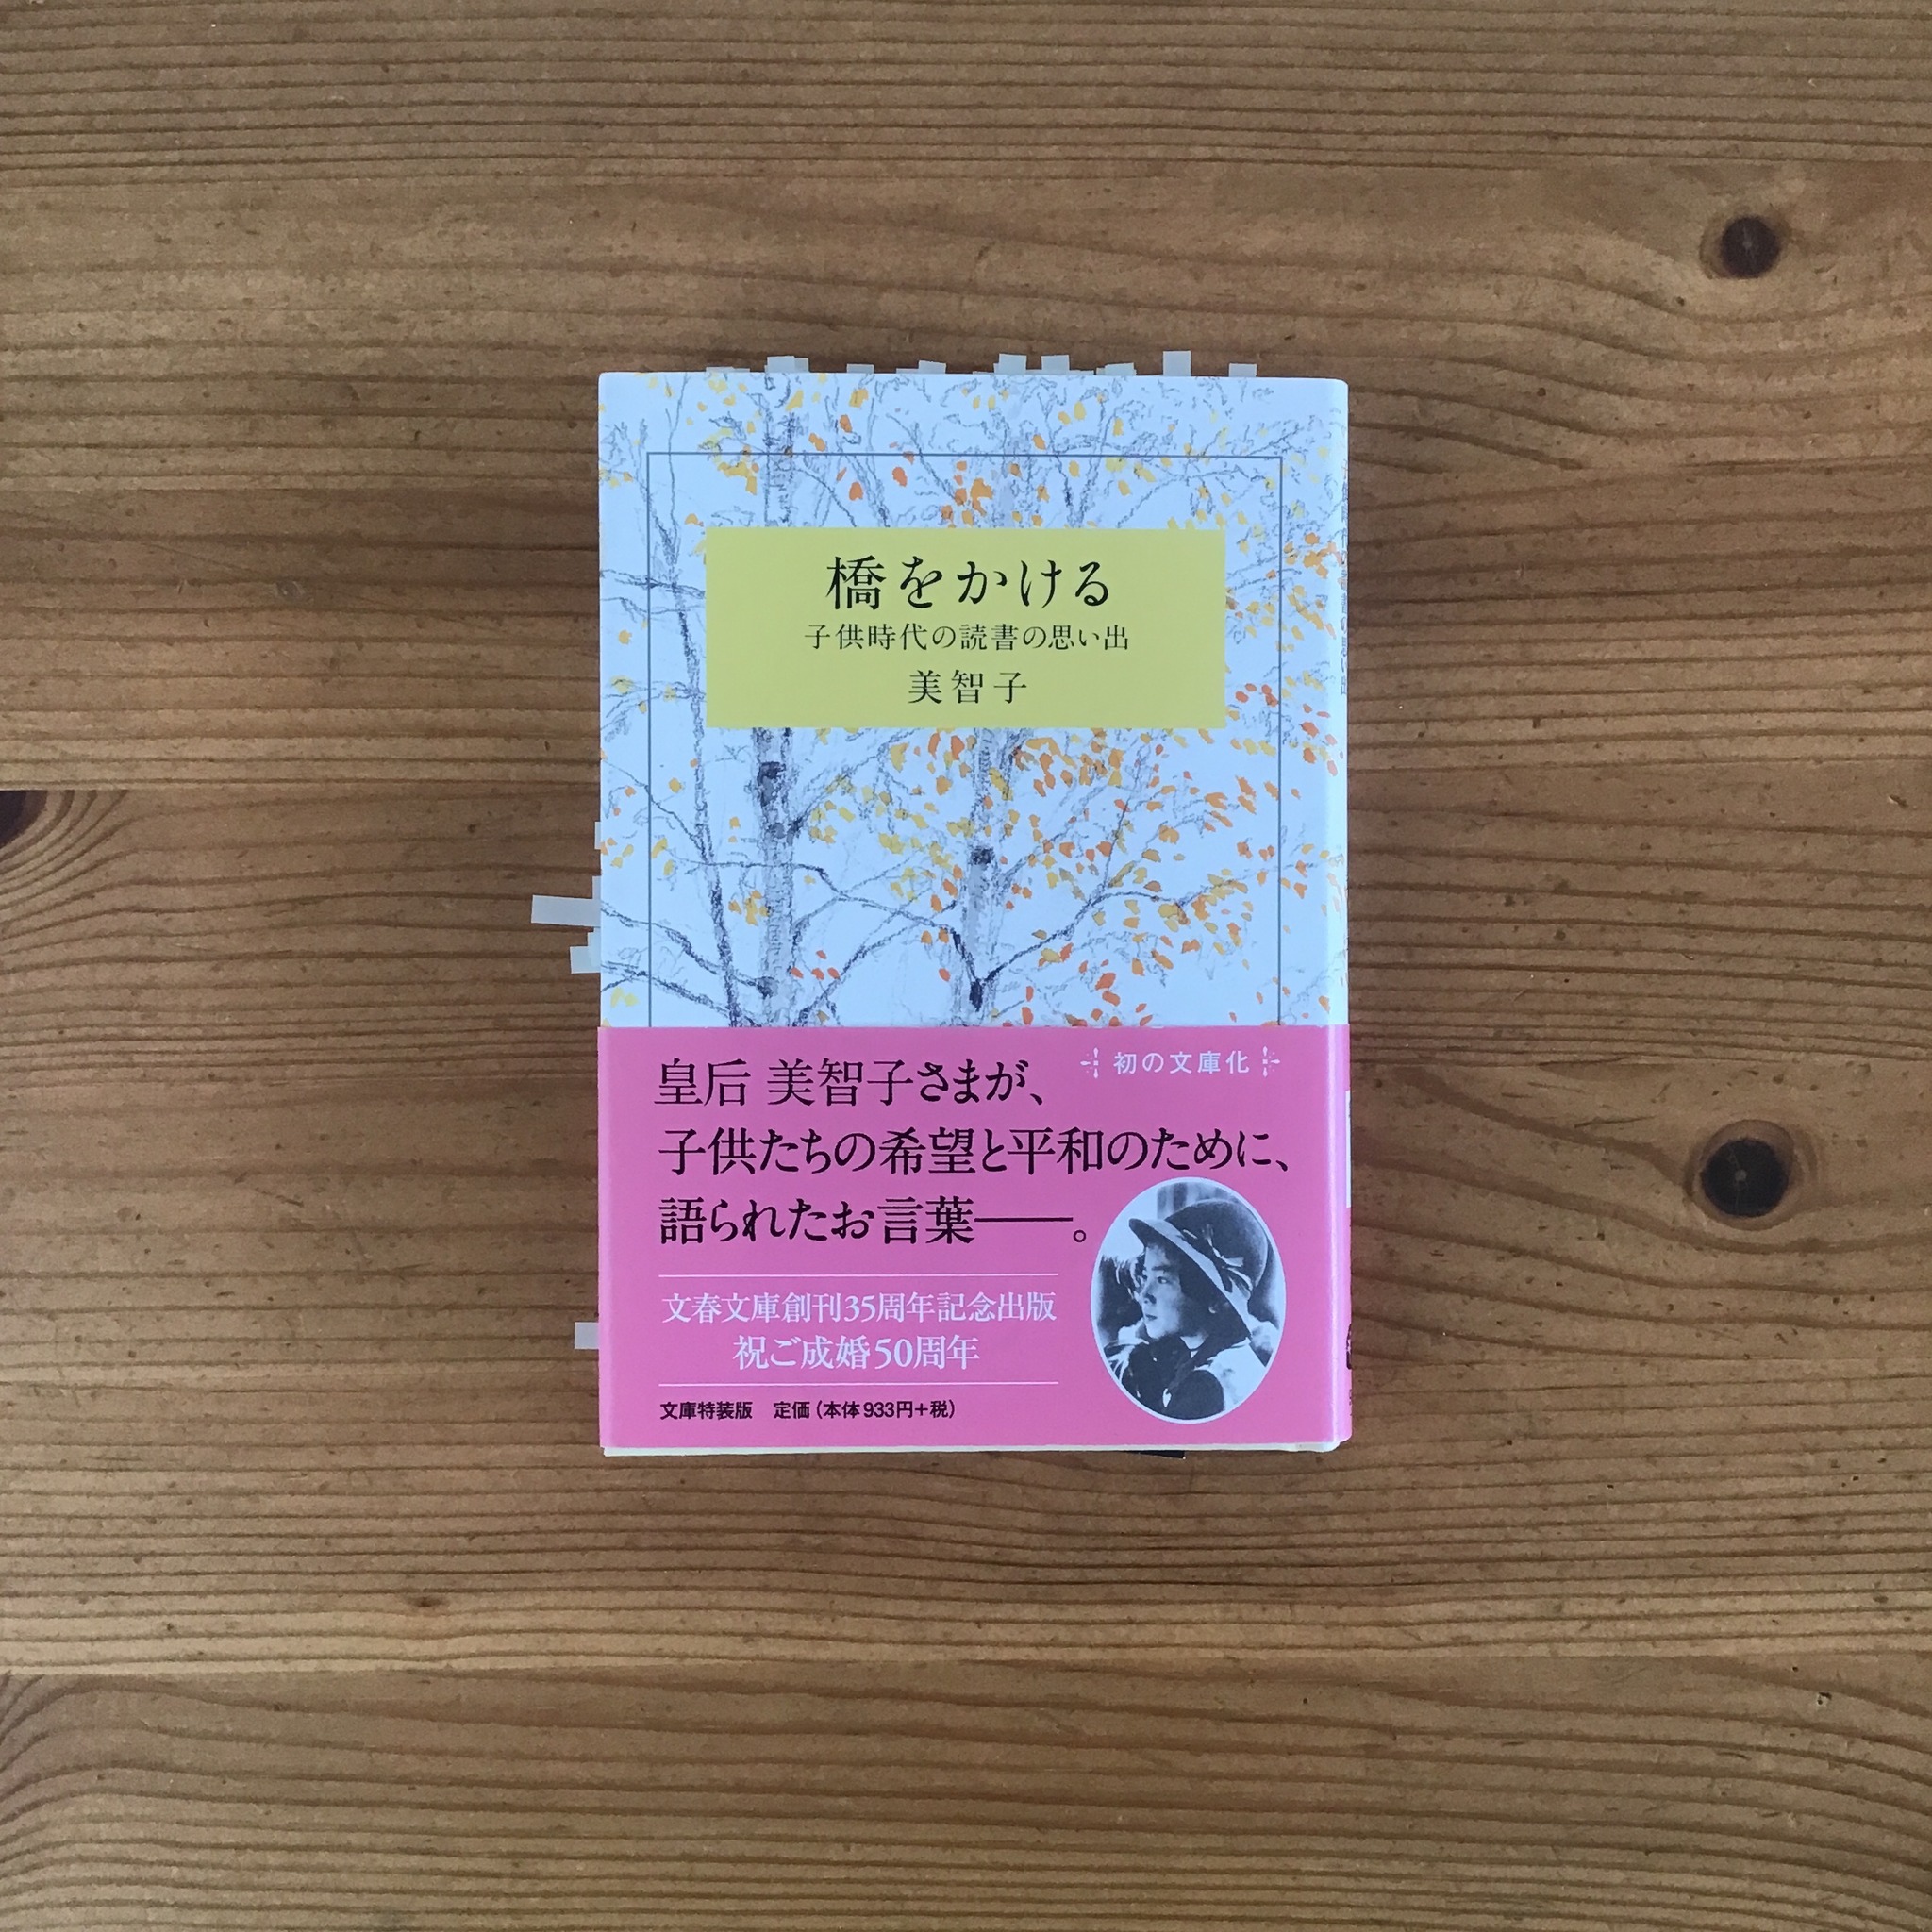 橋をかける
子供時代の読書の思い出
美智子
初の文庫化
皇后 美智子さまが、
子供たちの希望と平和のために、
語られたお言葉――。
文春文庫創刊35周年記念出版
祝ご成婚50周年
文庫特装版　定価（本体933円+税）